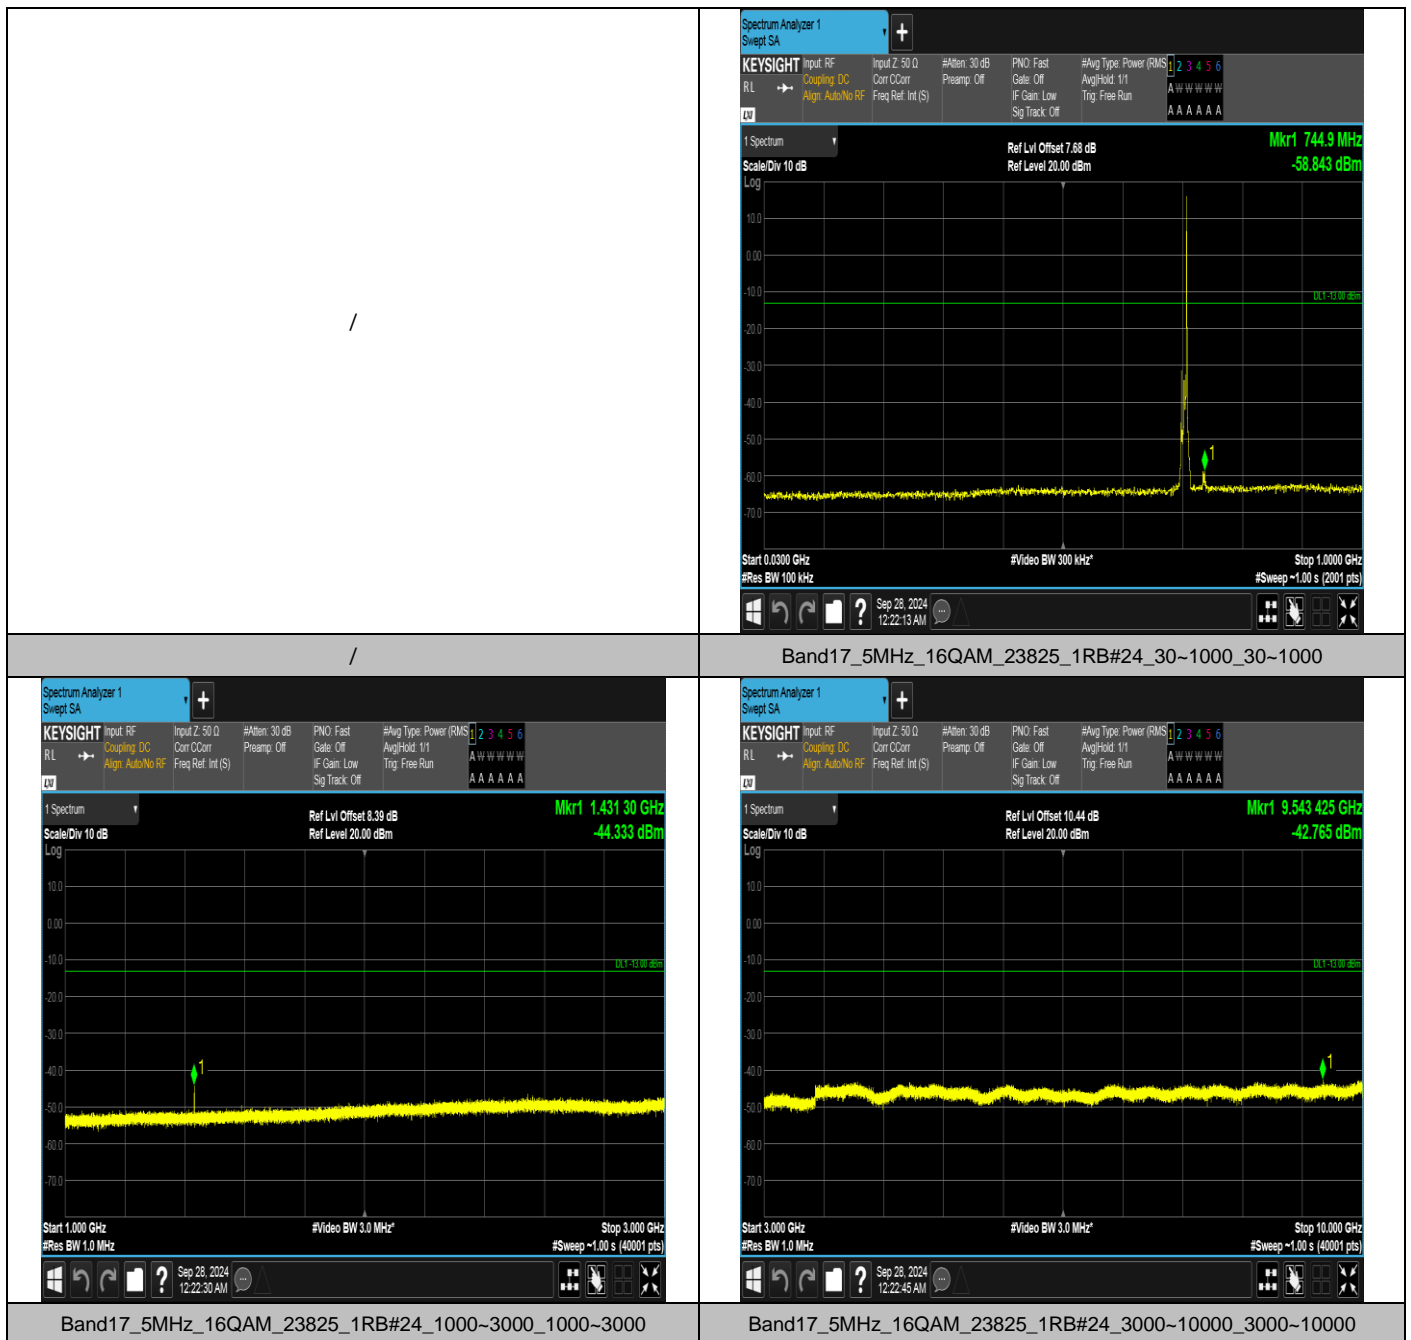 /
Spectrum Analyzer 1
Swept SA
+
KEYSIGHT Input: RF Input Z: 50 Ω #Atten: 30 dB PNO: Fast #Avg Type: Power (RMS 1 2 3 4 5 6
RL Coupling: DC Corr CCorr Preamp: Off Gate: Off Avg|Hold: 1/1 A W W W W W
Align: Auto/No RF Freq Ref: Int (S) IF Gain: Low Trig: Free Run
LXI Sig Track: Off A A A A A A
1 Spectrum Ref Lvl Offset 7.68 dB Mkr1 744.9 MHz
Scale/Div 10 dB Ref Level 20.00 dBm -58.843 dBm
Log
10.0
0.00
-10.0 DL1 -13.00 dBm
-20.0
-30.0
-40.0
-50.0
1
-60.0
-70.0
Start 0.0300 GHz #Video BW 300 kHz* Stop 1.0000 GHz
#Res BW 100 kHz #Sweep ~1.00 s (2001 pts)
? Sep 28, 2024
12:22:13 AM
/
Band17_5MHz_16QAM_23825_1RB#24_30~1000_30~1000
Spectrum Analyzer 1
Swept SA
+
KEYSIGHT Input: RF Input Z: 50 Ω #Atten: 30 dB PNO: Fast #Avg Type: Power (RMS 1 2 3 4 5 6
RL Coupling: DC Corr CCorr Preamp: Off Gate: Off Avg|Hold: 1/1 A W W W W W
Align: Auto/No RF Freq Ref: Int (S) IF Gain: Low Trig: Free Run
LXI Sig Track: Off A A A A A A
1 Spectrum Ref Lvl Offset 8.39 dB Mkr1 1.431 30 GHz
Scale/Div 10 dB Ref Level 20.00 dBm -44.333 dBm
Log
10.0
0.00
-10.0 DL1 -13.00 dBm
-20.0
-30.0
-40.0 1
-50.0
-60.0
-70.0
Start 1.000 GHz #Video BW 3.0 MHz* Stop 3.000 GHz
#Res BW 1.0 MHz #Sweep ~1.00 s (40001 pts)
? Sep 28, 2024
12:22:30 AM
Band17_5MHz_16QAM_23825_1RB#24_1000~3000_1000~3000
Spectrum Analyzer 1
Swept SA
+
KEYSIGHT Input: RF Input Z: 50 Ω #Atten: 30 dB PNO: Fast #Avg Type: Power (RMS 1 2 3 4 5 6
RL Coupling: DC Corr CCorr Preamp: Off Gate: Off Avg|Hold: 1/1 A W W W W W
Align: Auto/No RF Freq Ref: Int (S) IF Gain: Low Trig: Free Run
LXI Sig Track: Off A A A A A A
1 Spectrum Ref Lvl Offset 10.44 dB Mkr1 9.543 425 GHz
Scale/Div 10 dB Ref Level 20.00 dBm -42.765 dBm
Log
10.0
0.00
-10.0 DL1 -13.00 dBm
-20.0
-30.0
1
-40.0
-50.0
-60.0
-70.0
Start 3.000 GHz #Video BW 3.0 MHz* Stop 10.000 GHz
#Res BW 1.0 MHz #Sweep ~1.00 s (40001 pts)
? Sep 28, 2024
12:22:45 AM
Band17_5MHz_16QAM_23825_1RB#24_3000~10000_3000~10000